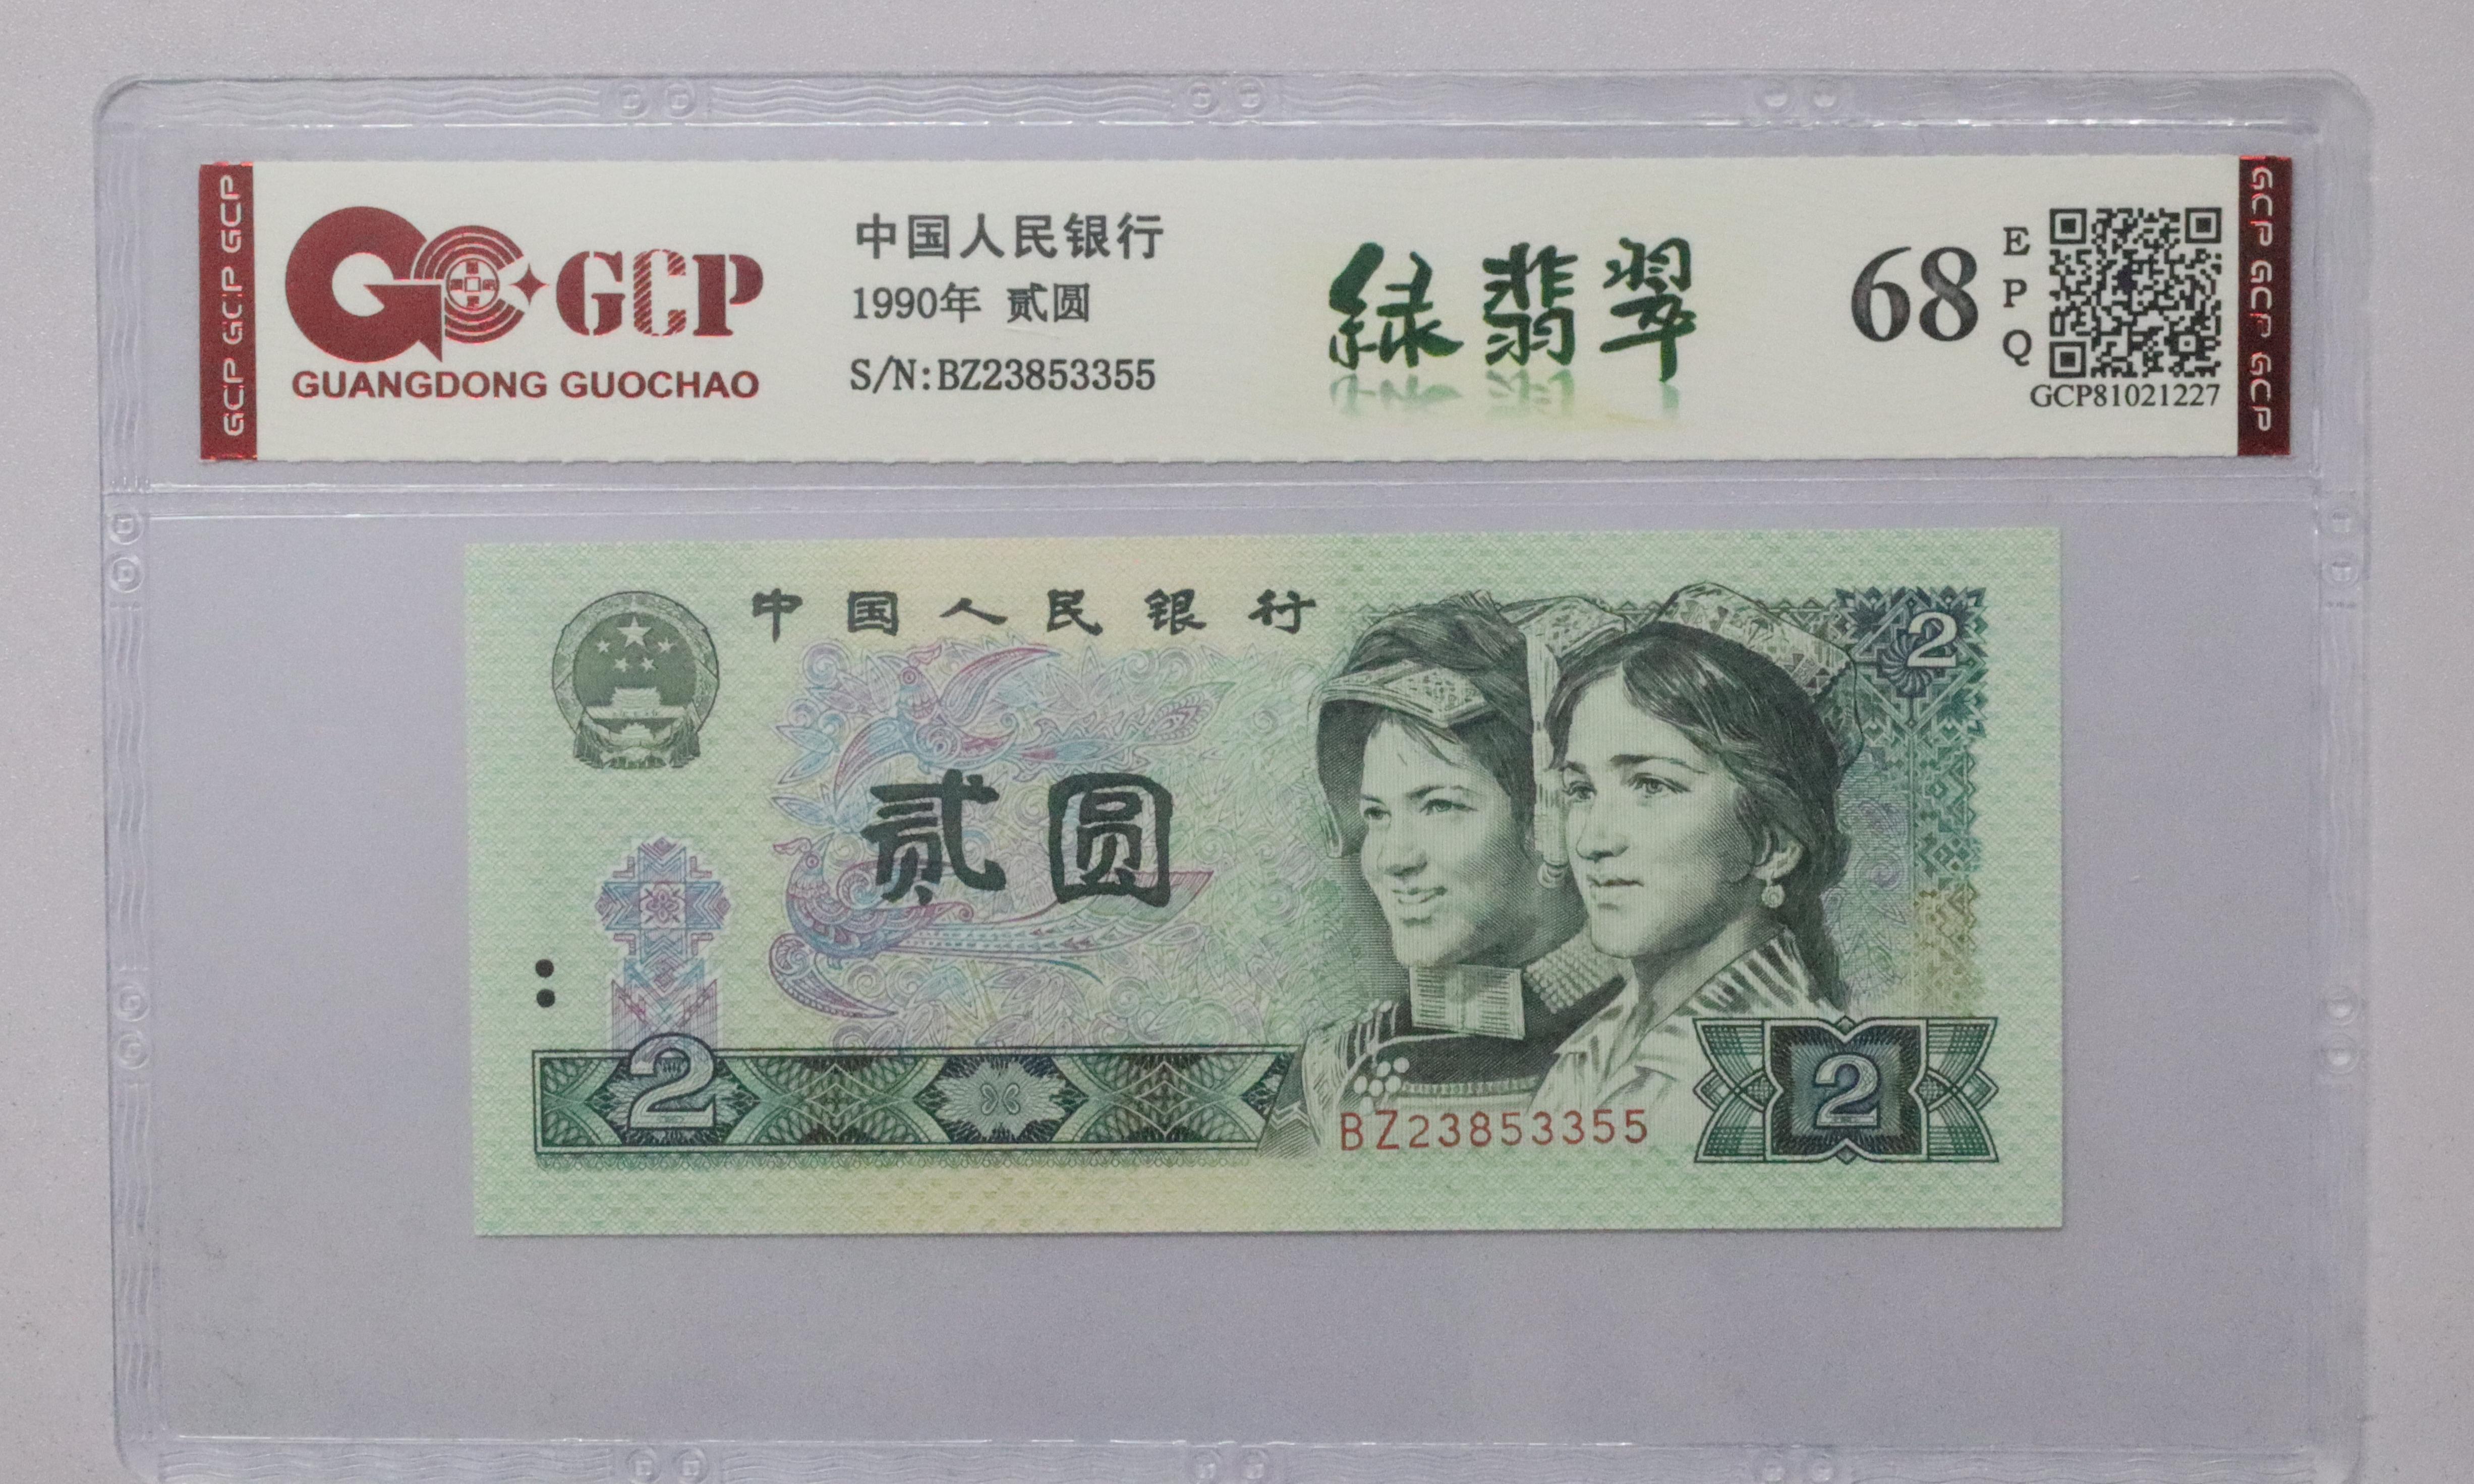 GCP GCP GCP
GCP
GUANGDONG GUOCHAO
中国人民银行
1990年 贰圆
S/N:BZ23853355
绿翡翠
68
E
P
Q
GCP81021227
GCP GCP GCP
中国人民银行
2
贰圆
2
BZ23853355
2